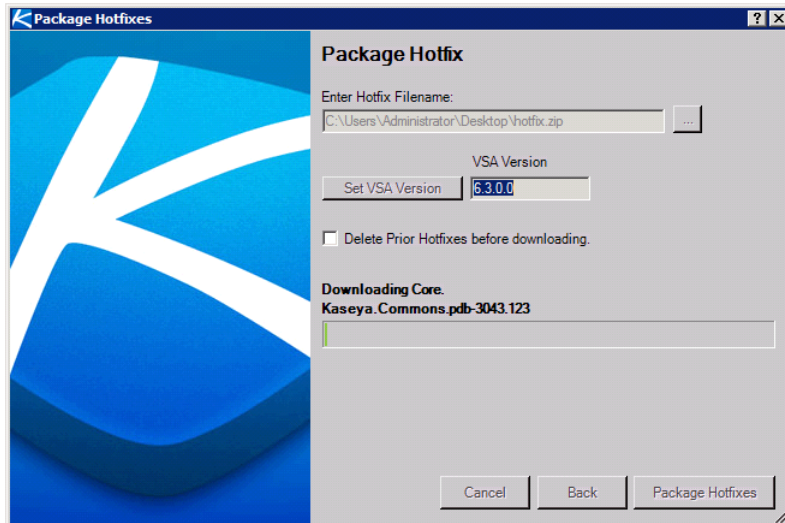 Package Hotfixes
Package Hotfix
Enter Hotfix Filename:
C:\Users\Administrator\Desktop\hotfix.zip
...
VSA Version
Set VSA Version
6.3.0.0
Delete Prior Hotfixes before downloading.
Downloading Core.
Kaseya.Commons.pdb-3043.123
Cancel
Back
Package Hotfixes